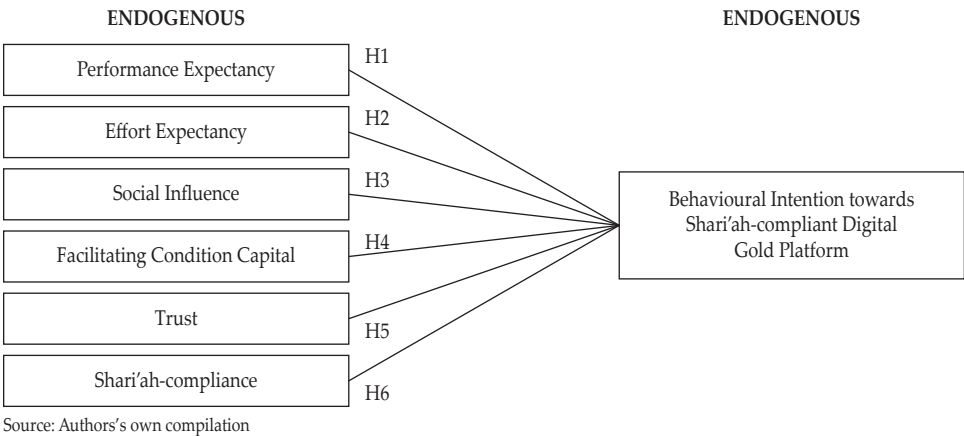 ENDOGENOUS
ENDOGENOUS
Performance Expectancy
H1
Effort Expectancy
H2
Social Influence
H3
Facilitating Condition Capital
H4
Trust
H5
Shari'ah-compliance
H6
Behavioural Intention towards
Shari'ah-compliant Digital
Gold Platform
Source: Authors's own compilation